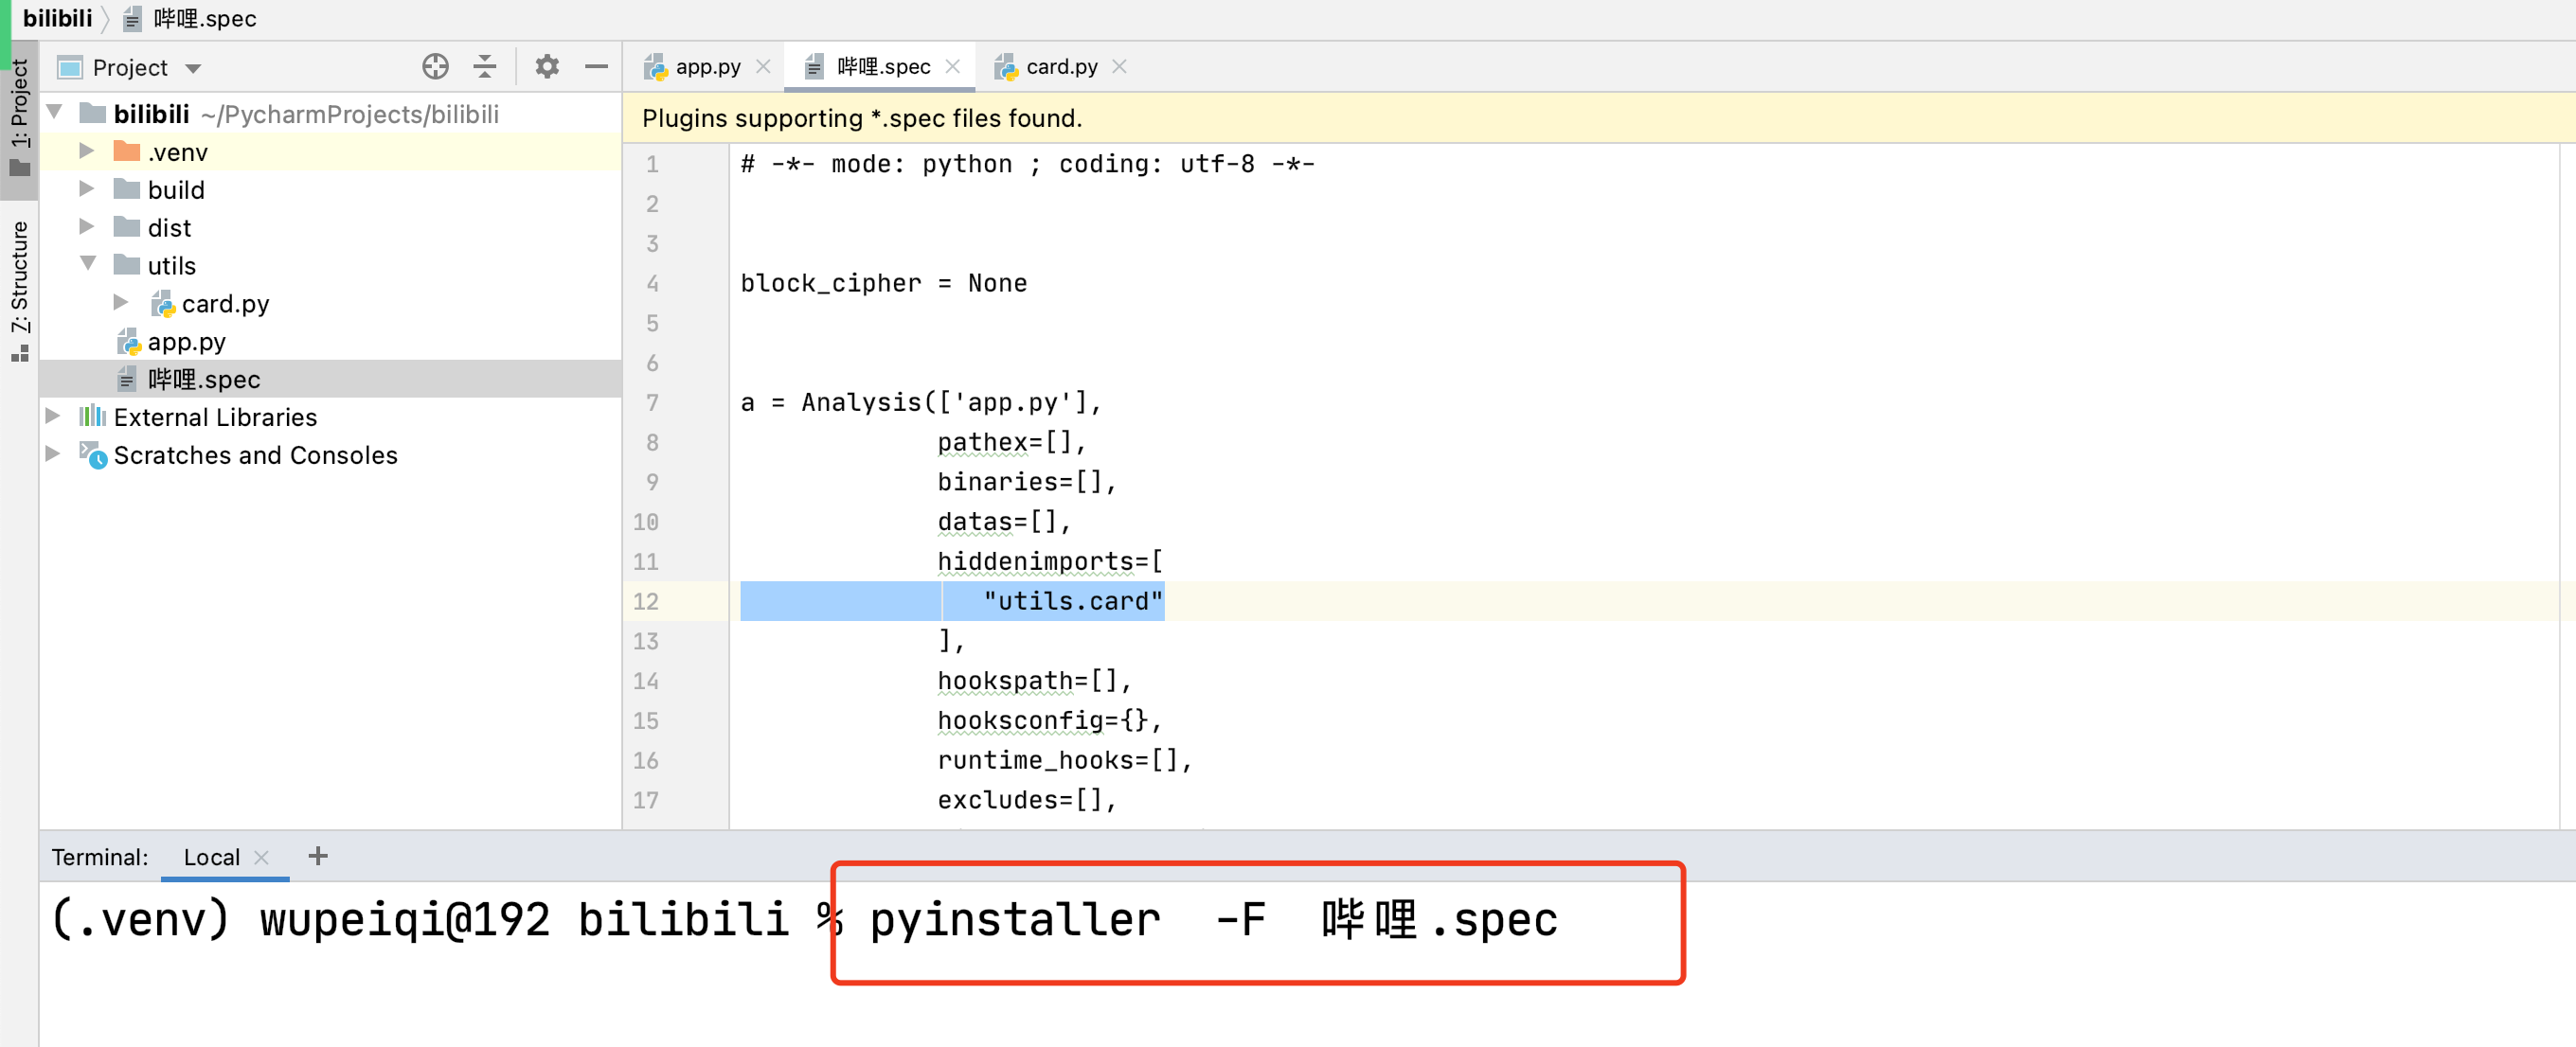 bilibili 哔哩.spec
1: Project
7: Structure
Project
bilibili ~/PycharmProjects/bilibili
.venv
build
dist
utils
card.py
app.py
哔哩.spec
External Libraries
Scratches and Consoles
app.py 哔哩.spec card.py
Plugins supporting *.spec files found.
1 # -*- mode: python ; coding: utf-8 -*-
2
3
4 block_cipher = None
5
6
7 a = Analysis(['app.py'],
8 pathex=[],
9 binaries=[],
10 datas=[],
11 hiddenimports=[
12 "utils.card"
13 ],
14 hookspath=[],
15 hooksconfig={},
16 runtime_hooks=[],
17 excludes=[],
Terminal: Local +
(.venv) wupeiqi@192 bilibili % pyinstaller -F 哔哩.spec